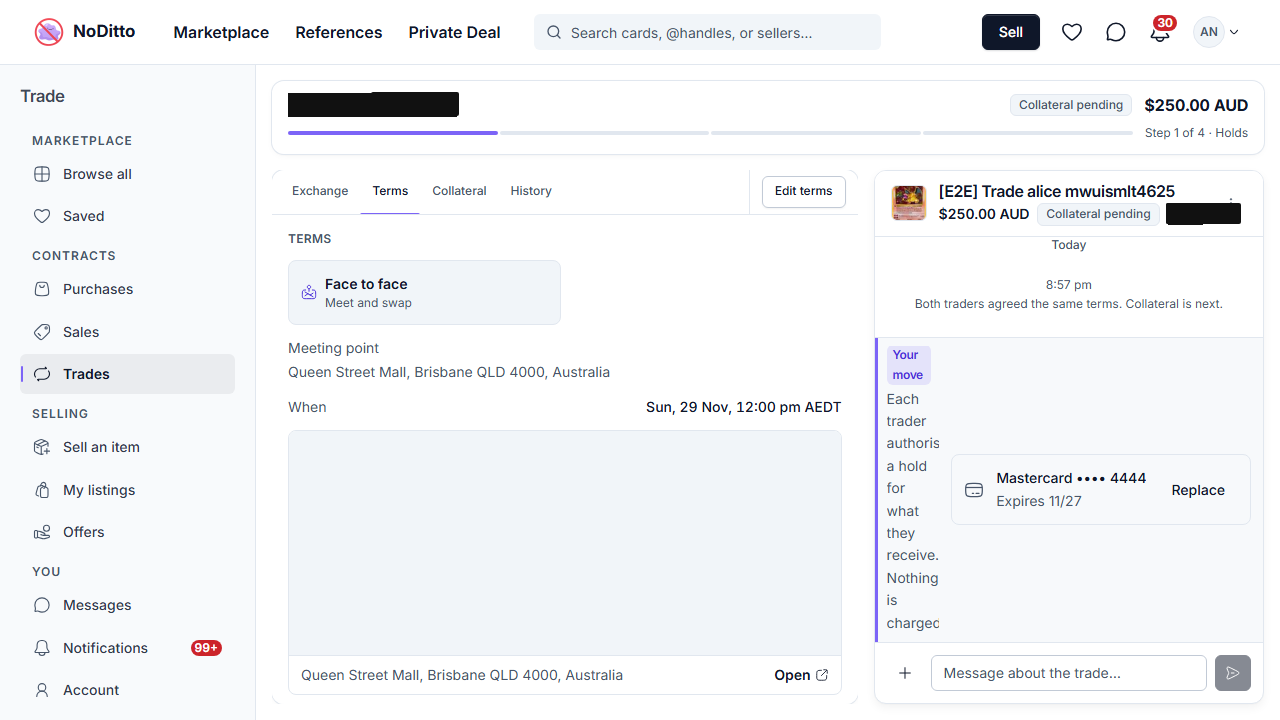 NoDitto
Marketplace
References
Private Deal
Search cards, @handles, or sellers...
Sell
30
AN
Trade
MARKETPLACE
Browse all
Saved
CONTRACTS
Purchases
Sales
Trades
SELLING
Sell an item
My listings
Offers
YOU
Messages
Notifications
99+
Account
Collateral pending
$250.00 AUD
Step 1 of 4 · Holds
Exchange
Terms
Collateral
History
Edit terms
TERMS
Face to face
Meet and swap
Meeting point
Queen Street Mall, Brisbane QLD 4000, Australia
When
Sun, 29 Nov, 12:00 pm AEDT
Queen Street Mall, Brisbane QLD 4000, Australia
Open
[E2E] Trade alice mwuismlt4625
$250.00 AUD
Collateral pending
Today
8:57 pm
Both traders agreed the same terms. Collateral is next.
Your
move
Each
trader
authoris
a hold
for
what
they
receive.
Nothing
is
charged
Mastercard •••• 4444
Expires 11/27
Replace
Message about the trade...